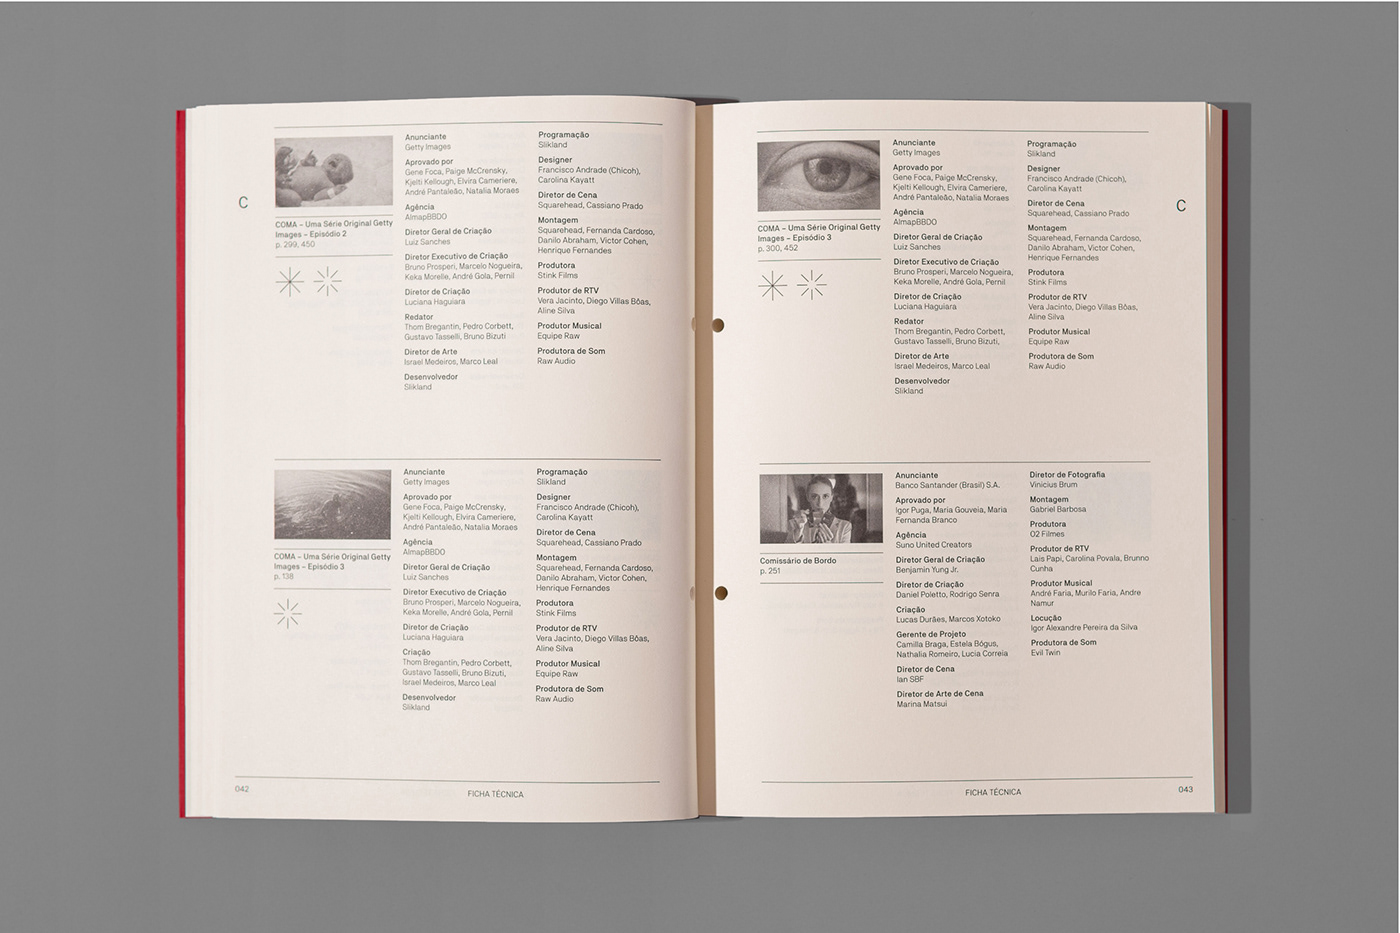 C
COMA – Uma Série Original Getty
Images – Episódio 2
p. 299, 450
Anunciante
Getty Images
Aprovado por
Gene Foca, Paige McCrensky,
Kjelti Kellough, Elvira Cameriere,
André Pantaleão, Natalia Moraes
Agência
AlmapBBDO
Diretor Geral de Criação
Luiz Sanches
Diretor Executivo de Criação
Bruno Prosperi, Marcelo Nogueira,
Keka Morelle, André Gola, Pernil
Diretor de Criação
Luciana Haguiara
Redator
Thom Bregantin, Pedro Corbett,
Gustavo Tasselli, Bruno Bizuti
Diretor de Arte
Israel Medeiros, Marco Leal
Desenvolvedor
Slikland
Programação
Slikland
Designer
Francisco Andrade (Chicoh),
Carolina Kayatt
Diretor de Cena
Squarehead, Cassiano Prado
Montagem
Squarehead, Fernanda Cardoso,
Danilo Abraham, Victor Cohen,
Henrique Fernandes
Produtora
Stink Films
Produtor de RTV
Vera Jacinto, Diego Villas Bôas,
Aline Silva
Produtor Musical
Equipe Raw
Produtora de Som
Raw Audio
COMA – Uma Série Original Getty
Images – Episódio 3
p. 138
Anunciante
Getty Images
Aprovado por
Gene Foca, Paige McCrensky,
Kjelti Kellough, Elvira Cameriere,
André Pantaleão, Natalia Moraes
Agência
AlmapBBDO
Diretor Geral de Criação
Luiz Sanches
Diretor Executivo de Criação
Bruno Prosperi, Marcelo Nogueira,
Keka Morelle, André Gola, Pernil
Diretor de Criação
Luciana Haguiara
Criação
Thom Bregantin, Pedro Corbett,
Gustavo Tasselli, Bruno Bizuti,
Israel Medeiros, Marco Leal
Desenvolvedor
Slikland
Programação
Slikland
Designer
Francisco Andrade (Chicoh),
Carolina Kayatt
Diretor de Cena
Squarehead, Cassiano Prado
Montagem
Squarehead, Fernanda Cardoso,
Danilo Abraham, Victor Cohen,
Henrique Fernandes
Produtora
Stink Films
Produtor de RTV
Vera Jacinto, Diego Villas Bôas,
Aline Silva
Produtor Musical
Equipe Raw
Produtora de Som
Raw Audio
042
FICHA TÉCNICA
COMA – Uma Série Original Getty
Images – Episódio 3
p. 300, 452
Anunciante
Getty Images
Aprovado por
Gene Foca, Paige McCrensky,
Kjelti Kellough, Elvira Cameriere,
André Pantaleão, Natalia Moraes
Agência
AlmapBBDO
Diretor Geral de Criação
Luiz Sanches
Diretor Executivo de Criação
Bruno Prosperi, Marcelo Nogueira,
Keka Morelle, André Gola, Pernil
Diretor de Criação
Luciana Haguiara
Redator
Thom Bregantin, Pedro Corbett,
Gustavo Tasselli, Bruno Bizuti,
Diretor de Arte
Israel Medeiros, Marco Leal
Desenvolvedor
Slikland
Programação
Slikland
Designer
Francisco Andrade (Chicoh),
Carolina Kayatt
Diretor de Cena
Squarehead, Cassiano Prado
Montagem
Squarehead, Fernanda Cardoso,
Danilo Abraham, Victor Cohen,
Henrique Fernandes
Produtora
Stink Films
Produtor de RTV
Vera Jacinto, Diego Villas Bôas,
Aline Silva
Produtor Musical
Equipe Raw
Produtora de Som
Raw Audio
C
Comissário de Bordo
p. 251
Anunciante
Banco Santander (Brasil) S.A.
Aprovado por
Igor Puga, Maria Gouveia, Maria
Fernanda Branco
Agência
Suno United Creators
Diretor Geral de Criação
Benjamin Yung Jr.
Diretor de Criação
Daniel Poletto, Rodrigo Senra
Criação
Lucas Durães, Marcos Xotoko
Gerente de Projeto
Camilla Braga, Estela Bógus,
Nathalia Romeiro, Lucia Correia
Diretor de Cena
Ian SBF
Diretor de Arte de Cena
Marina Matsui
Diretor de Fotografia
Vinicius Brum
Montagem
Gabriel Barbosa
Produtora
O2 Filmes
Produtor de RTV
Lais Papi, Carolina Povala, Brunno
Cunha
Produtor Musical
André Faria, Murilo Faria, Andre
Namur
Locução
Igor Alexandre Pereira da Silva
Produtora de Som
Evil Twin
FICHA TÉCNICA
043